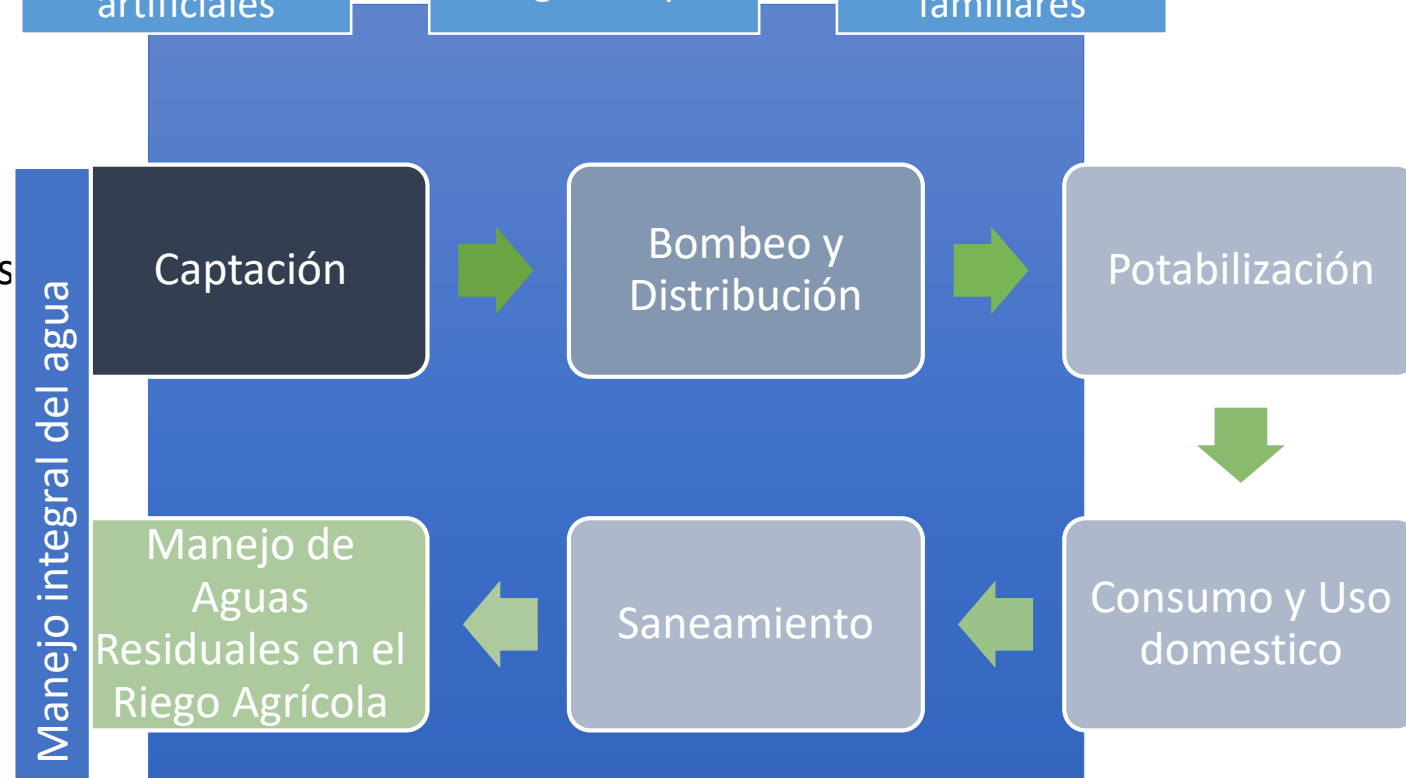 artificiales
familiares
s
Manejo integral del agua
Captación
Bombeo y
Distribución
Potabilización
Manejo de
Aguas
Residuales en el
Riego Agrícola
Saneamiento
Consumo y Uso
domestico